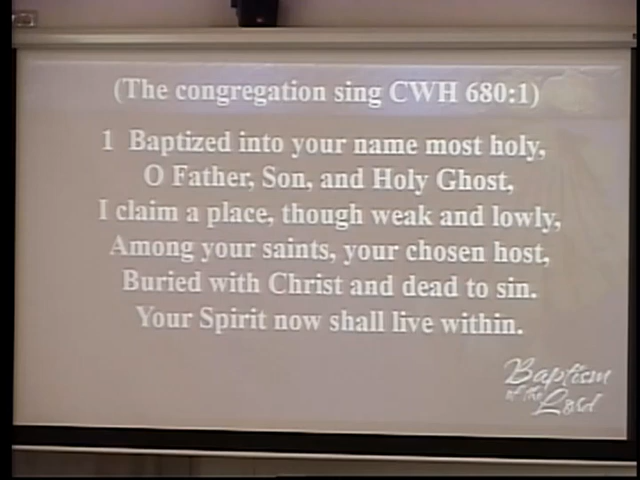 (The congregation sing CWH 680:1)
1 Baptized into your name most holy,
O Father, Son, and Holy Ghost,
I claim a place, though weak and lowly,
Among your saints, your chosen host,
Buried with Christ and dead to sin.
Your Spirit now shall live within.
Baptism
of the
Lord